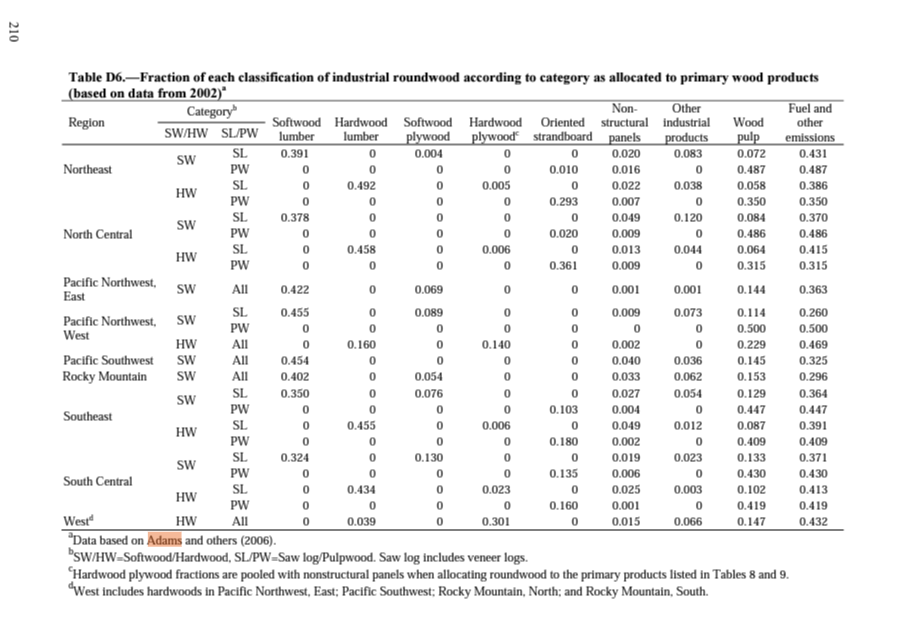 210
Table D6.—Fraction of each classification of industrial roundwood according to category as allocated to primary wood products
(based on data from 2002)a
Region Categoryb Softwood lumber Hardwood lumber Softwood plywood Hardwood plywoodc Oriented strandboard Non-structural panels Other industrial products Wood pulp Fuel and other emissions
SW/HW SL/PW
Northeast SW SL 0.391 0 0.004 0 0 0.020 0.083 0.072 0.431
PW 0 0 0 0 0.010 0.016 0 0.487 0.487
HW SL 0 0.492 0 0.005 0 0.022 0.038 0.058 0.386
PW 0 0 0 0 0.293 0.007 0 0.350 0.350
North Central SW SL 0.378 0 0 0 0 0.049 0.120 0.084 0.370
PW 0 0 0 0 0.020 0.009 0 0.486 0.486
HW SL 0 0.458 0 0.006 0 0.013 0.044 0.064 0.415
PW 0 0 0 0 0.361 0.009 0 0.315 0.315
Pacific Northwest, East SW All 0.422 0 0.069 0 0 0.001 0.001 0.144 0.363
Pacific Northwest, West SW SL 0.455 0 0.089 0 0 0.009 0.073 0.114 0.260
PW 0 0 0 0 0 0 0 0.500 0.500
HW All 0 0.160 0 0.140 0 0.002 0 0.229 0.469
Pacific Southwest SW All 0.454 0 0 0 0 0.040 0.036 0.145 0.325
Rocky Mountain SW All 0.402 0 0.054 0 0 0.033 0.062 0.153 0.296
Southeast SW SL 0.350 0 0.076 0 0 0.027 0.054 0.129 0.364
PW 0 0 0 0 0.103 0.004 0 0.447 0.447
HW SL 0 0.455 0 0.006 0 0.049 0.012 0.087 0.391
PW 0 0 0 0 0.180 0.002 0 0.409 0.409
South Central SW SL 0.324 0 0.130 0 0 0.019 0.023 0.133 0.371
PW 0 0 0 0 0.135 0.006 0 0.430 0.430
HW SL 0 0.434 0 0.023 0 0.025 0.003 0.102 0.413
PW 0 0 0 0 0.160 0.001 0 0.419 0.419
Westd HW All 0 0.039 0 0.301 0 0.015 0.066 0.147 0.432
aData based on Adams and others (2006).
bSW/HW=Softwood/Hardwood, SL/PW=Saw log/Pulpwood. Saw log includes veneer logs.
cHardwood plywood fractions are pooled with nonstructural panels when allocating roundwood to the primary products listed in Tables 8 and 9.
dWest includes hardwoods in Pacific Northwest, East; Pacific Southwest; Rocky Mountain, North; and Rocky Mountain, South.